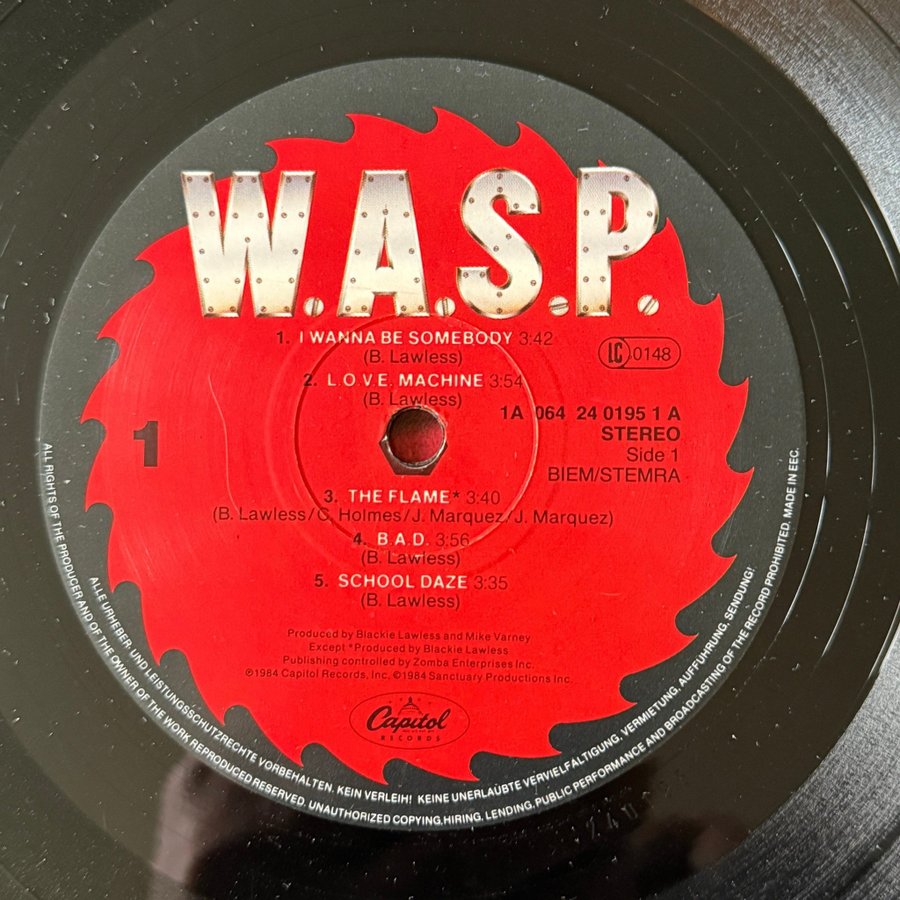 W.A.S.P.
1. I WANNA BE SOMEBODY 3:42
(B. Lawless)
2. L.O.V.E. MACHINE 3:54
(B. Lawless)
LC 0148
1A 064 24 0195 1 A
STEREO
Side 1
BIEM/STEMRA
1
3. THE FLAME* 3:40
(B. Lawless/C. Holmes/J. Marquez/J. Marquez)
4. B.A.D. 3:56
(B. Lawless)
5. SCHOOL DAZE 3:35
(B. Lawless)
Produced by Blackie Lawless and Mike Varney
Except *Produced by Blackie Lawless
Publishing controlled by Zomba Enterprises Inc.
℗1984 Capitol Records, Inc. ©1984 Sanctuary Productions Inc.
Capitol
RECORDS
ALLE URHEBER- UND LEISTUNGSSCHUTZRECHTE VORBEHALTEN. KEIN VERLEIH! KEINE UNERLAUBTE VERVIELFÄLTIGUNG, VERMIETUNG, AUFFÜHRUNG, SENDUNG!
ALL RIGHTS OF THE PRODUCER AND OF THE OWNER OF THE WORK REPRODUCED RESERVED. UNAUTHORIZED COPYING, HIRING, LENDING, PUBLIC PERFORMANCE AND BROADCASTING OF THE RECORD PROHIBITED. MADE IN EEC.